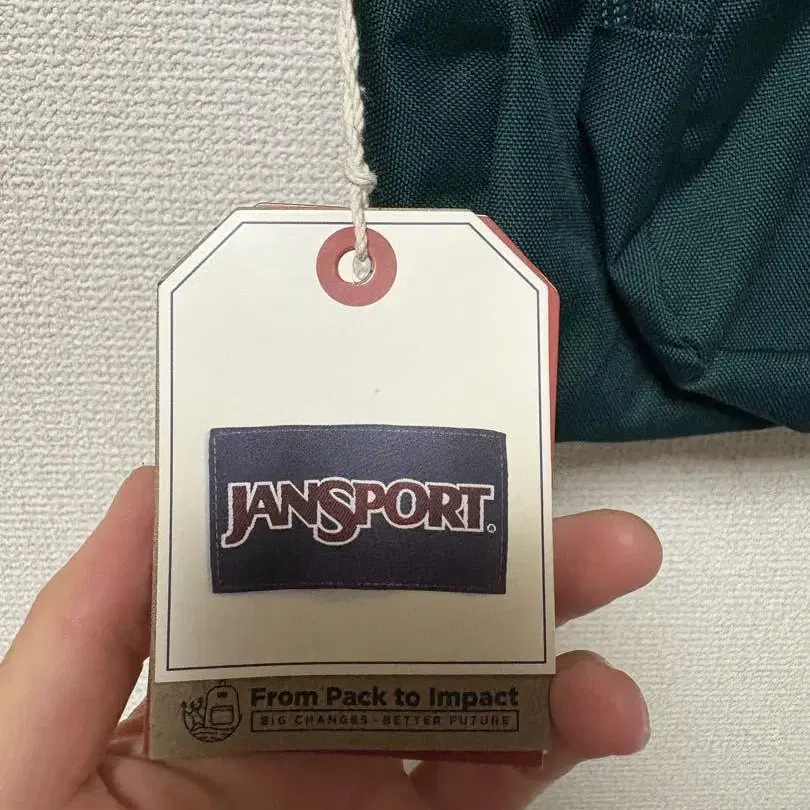 JANSPORT®
From Pack to Impact
BIG CHANGES - BETTER FUTURE